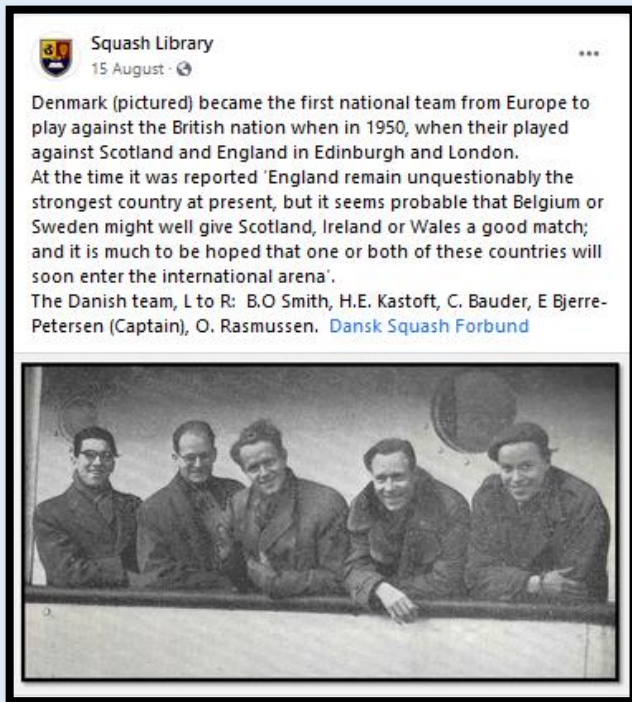 Squash Library
15 August ·
Denmark (pictured) became the first national team from Europe to
play against the British nation when in 1950, when their played
against Scotland and England in Edinburgh and London.
At the time it was reported 'England remain unquestionably the
strongest country at present, but it seems probable that Belgium or
Sweden might well give Scotland, Ireland or Wales a good match;
and it is much to be hoped that one or both of these countries will
soon enter the international arena'.
The Danish team, L to R:  B.O Smith, H.E. Kastoft, C. Bauder, E Bjerre-
Petersen (Captain), O. Rasmussen.  Dansk Squash Forbund